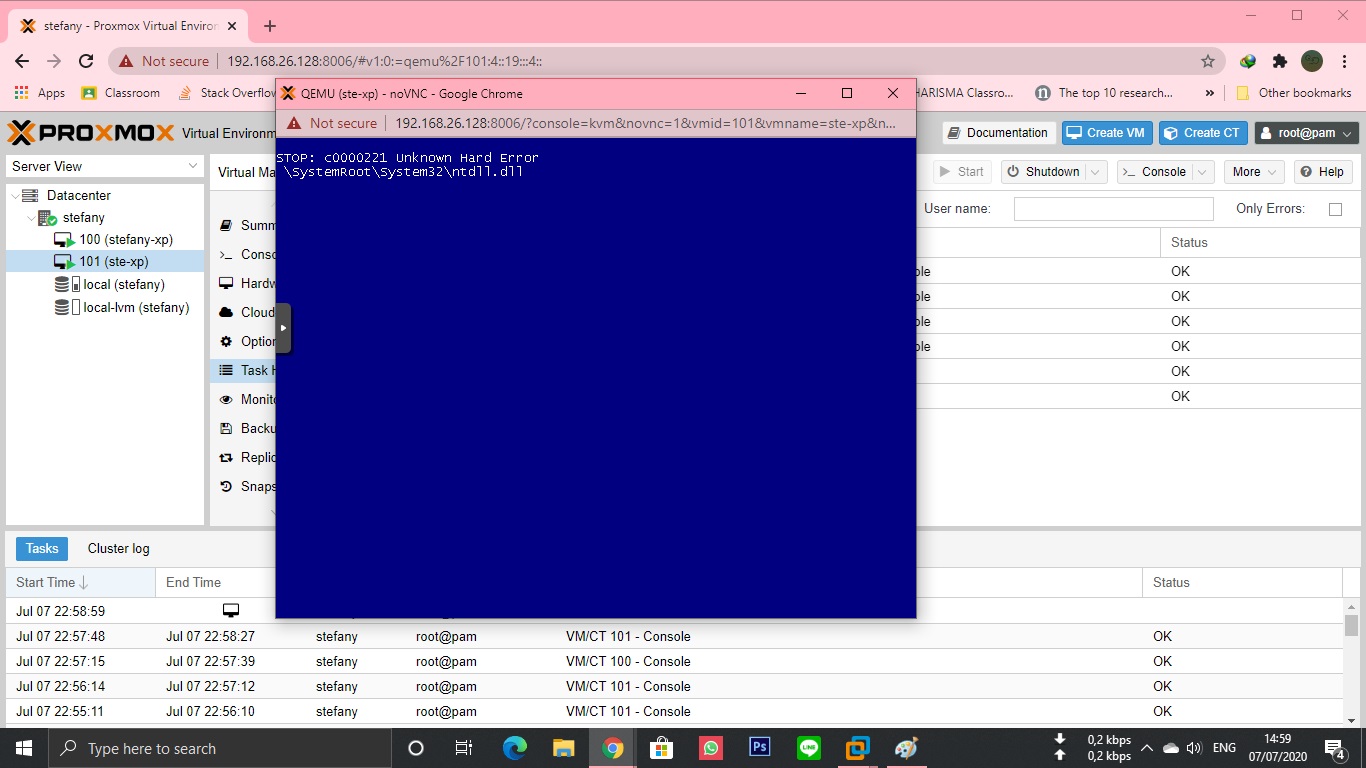 stefany - Proxmox Virtual Environ
Not secure 192.168.26.128:8006/#v1:0:=qemu%2F101:4::19:::4::
Apps Classroom Stack Overflow HARISMA Classro... The top 10 research... » Other bookmarks
QEMU (ste-xp) - noVNC - Google Chrome
Not secure 192.168.26.128:8006/?console=kvm&novnc=1&vmid=101&vmname=ste-xp&n...
PROXMOX Virtual Environm
Documentation Create VM Create CT root@pam
Server View
Virtual Ma
Start Shutdown Console More Help
STOP: c0000221 Unknown Hard Error
\SystemRoot\System32\ntdll.dll
Datacenter
stefany
100 (stefany-xp)
101 (ste-xp)
local (stefany)
local-lvm (stefany)
Summ
Conso
Hardw
Cloud
Option
Task H
Monito
Backu
Replic
Snaps
User name: Only Errors:
Status
ole OK
ole OK
ole OK
ole OK
OK
OK
Tasks Cluster log
Start Time End Time Status
Jul 07 22:58:59
Jul 07 22:57:48 Jul 07 22:58:27 stefany root@pam VM/CT 101 - Console OK
Jul 07 22:57:15 Jul 07 22:57:39 stefany root@pam VM/CT 100 - Console OK
Jul 07 22:56:14 Jul 07 22:57:12 stefany root@pam VM/CT 101 - Console OK
Jul 07 22:55:11 Jul 07 22:56:10 stefany root@pam VM/CT 101 - Console OK
Type here to search
Ps
LINE
0,2 kbps
0,2 kbps
ENG
14:59
07/07/2020
4